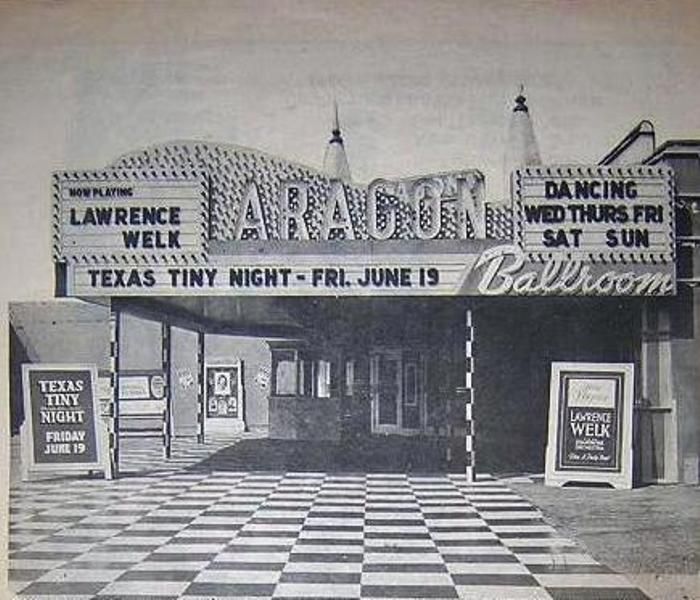 NOW PLAYING
LAWRENCE
WELK
ARAGON
DANCING
WED THURS FRI
SAT SUN
TEXAS TINY NIGHT - FRI. JUNE 19
Ballroom
TEXAS
TINY
NIGHT
FRIDAY
JUNE 19
LAWRENCE
WELK
ORCHESTRA